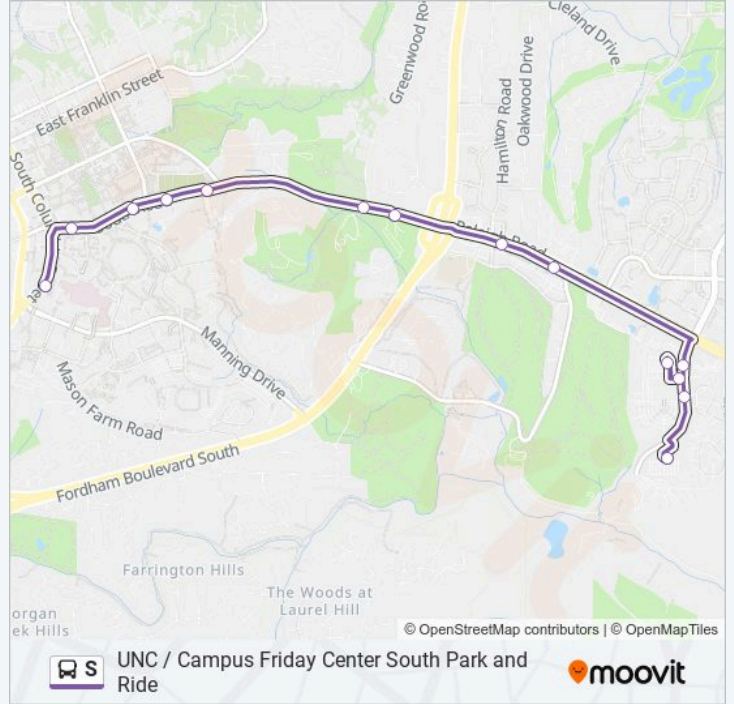 Cleland Drive
Greenwood Ro
Hamilton Road
Oakwood Drive
East Franklin Street
South Colu
Raleigh Road
et
Manning Drive
Mason Farm Road
Fordham Boulevard South
Farrington Hills
The Woods at
Laurel Hill
organ
ek Hills
© OpenStreetMap contributors | © OpenMapTiles
S
UNC / Campus Friday Center South Park and
Ride
moovit